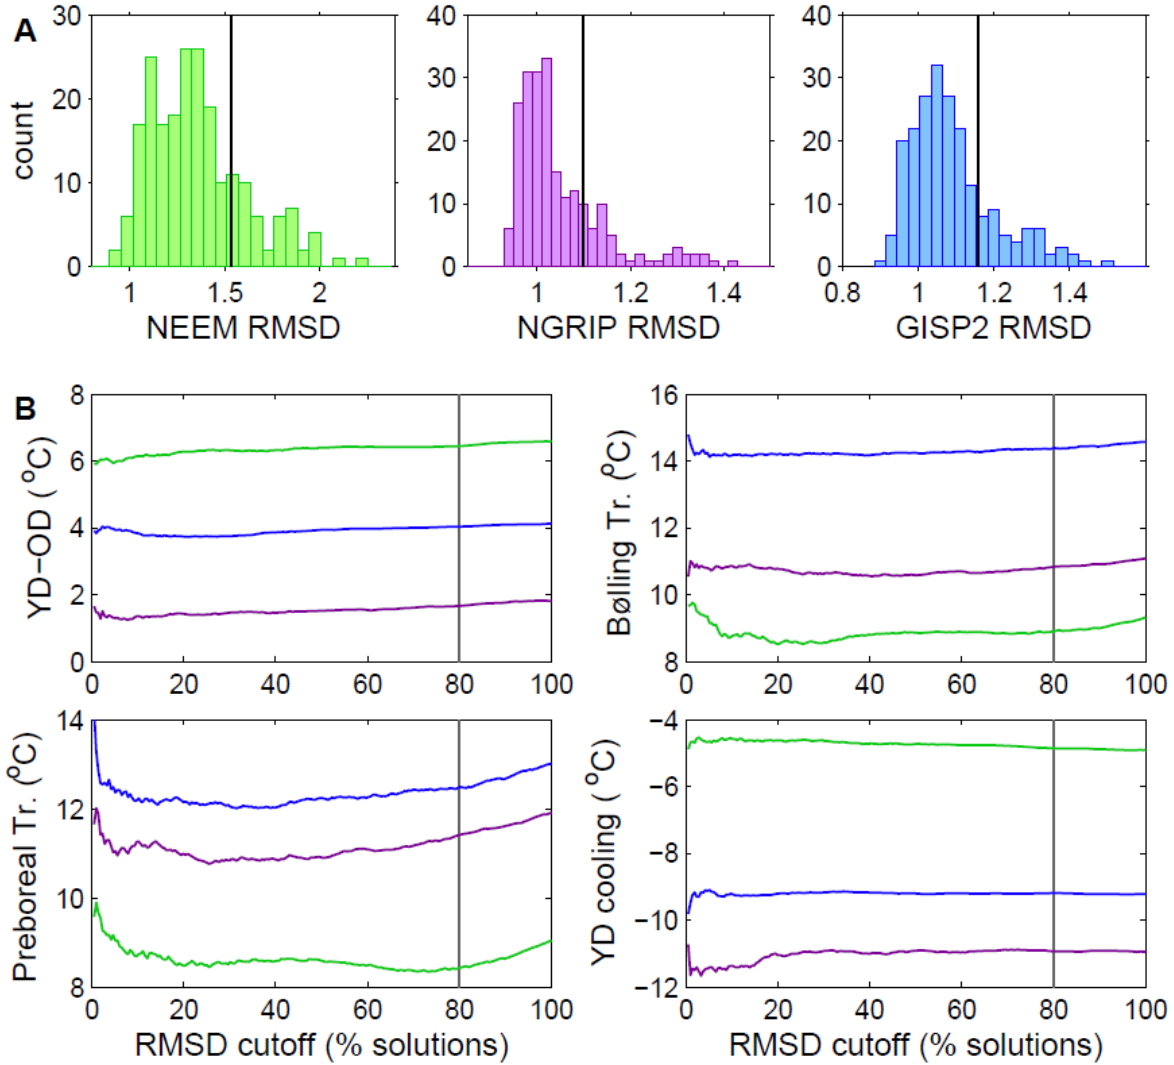 A
count
30
20
10
0
1
1.5
2
NEEM RMSD
40
30
20
10
0
1
1.2
1.4
NGRIP RMSD
40
30
20
10
0
0.8
1
1.2
1.4
GISP2 RMSD
B
YD−OD ( °C)
8
6
4
2
0
0 20 40 60 80 100
Bølling Tr. (°C)
16
14
12
10
8
0 20 40 60 80 100
Preboreal Tr. (°C)
14
12
10
8
0 20 40 60 80 100
RMSD cutoff (% solutions)
YD cooling ( °C)
−4
−6
−8
−10
−12
0 20 40 60 80 100
RMSD cutoff (% solutions)